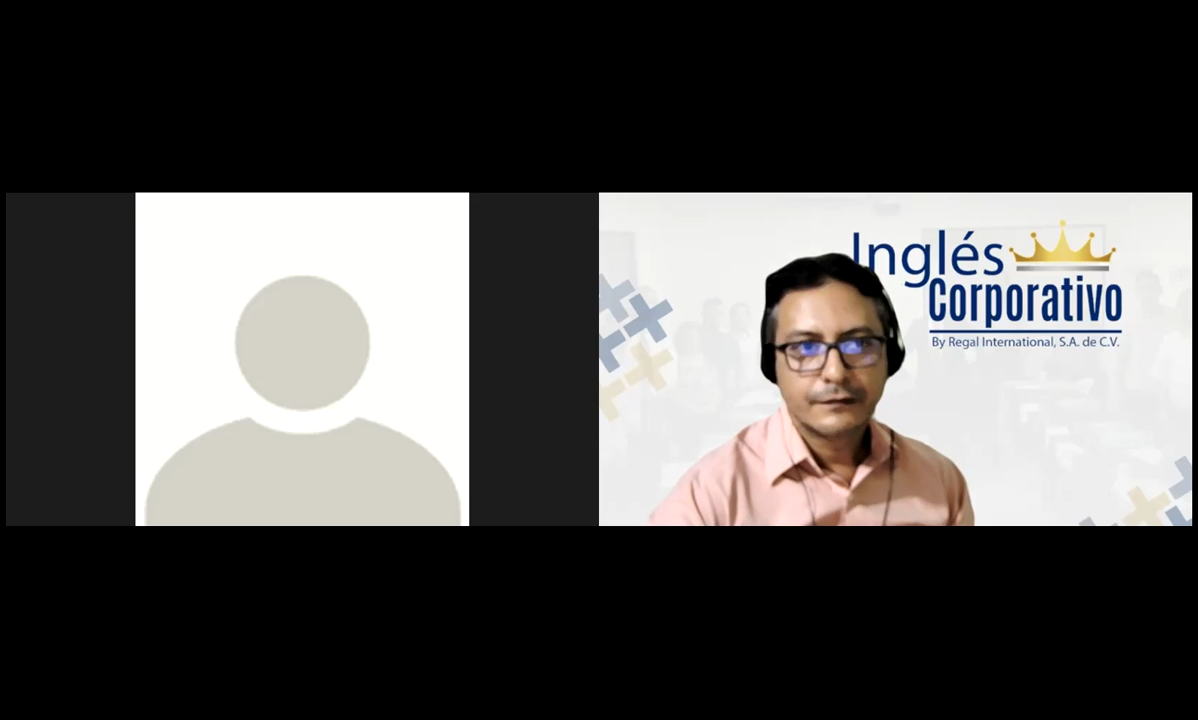 Inglés
Corporativo
By Regal International, S.A. de C.V.